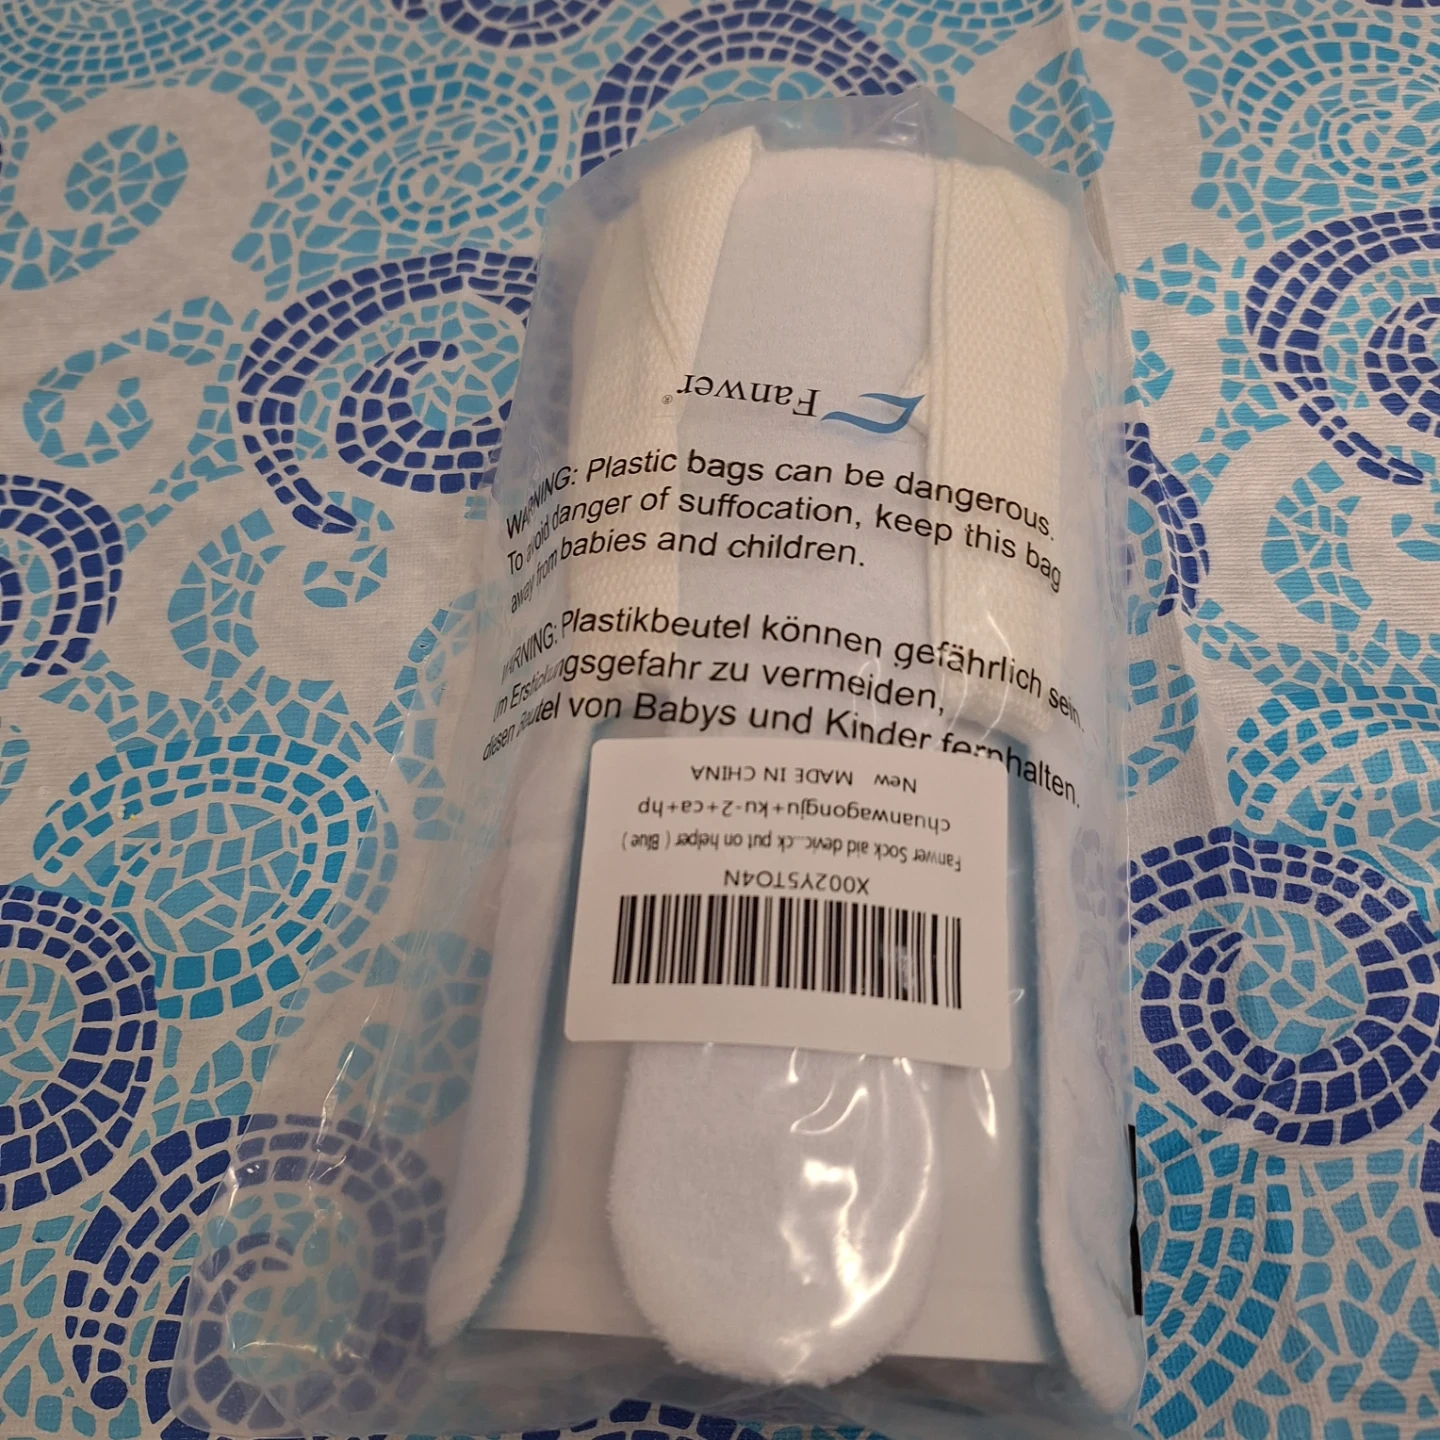 Fanwer®
WARNING: Plastic bags can be dangerous.
To avoid danger of suffocation, keep this bag
away from babies and children.
WARNING: Plastikbeutel können gefährlich sein.
Um Erstickungsgefahr zu vermeiden,
diesen Beutel von Babys und Kinder fernhalten.
X002Y5TO4N
Fanwer Sock aid devic...ck put on helper ( Blue )
chuanwagongju+ku-2+ca+hp
New MADE IN CHINA